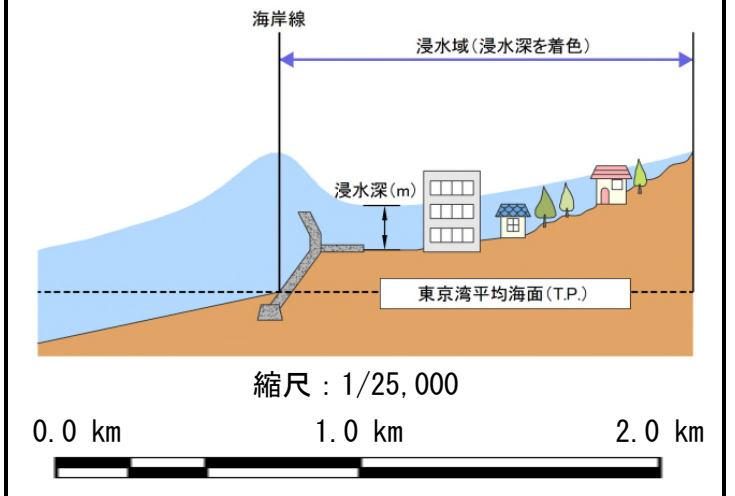 海岸線
浸水域(浸水深を着色)
浸水深(m)
東京湾平均海面(T.P.)
縮尺：1/25,000
0.0 km 1.0 km 2.0 km